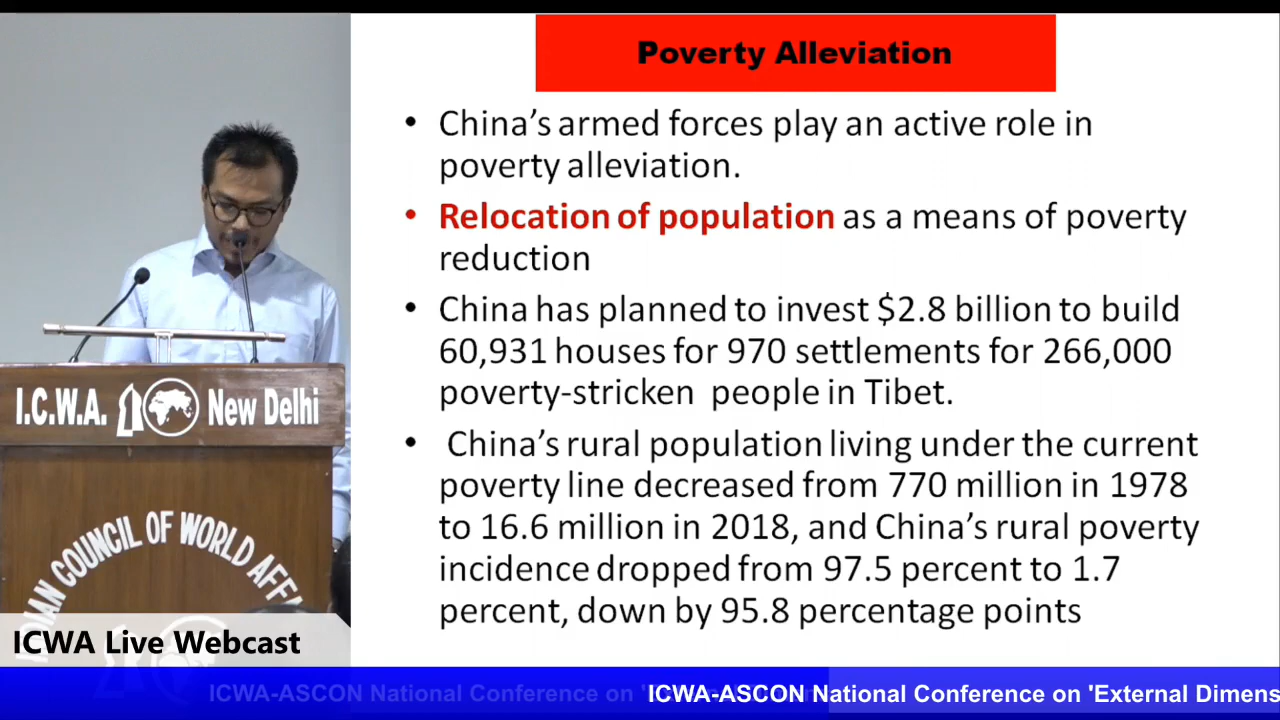 Poverty Alleviation
• China's armed forces play an active role in
poverty alleviation.
• Relocation of population as a means of poverty
reduction
• China has planned to invest $2.8 billion to build
60,931 houses for 970 settlements for 266,000
poverty-stricken people in Tibet.
• China's rural population living under the current
poverty line decreased from 770 million in 1978
to 16.6 million in 2018, and China's rural poverty
incidence dropped from 97.5 percent to 1.7
percent, down by 95.8 percentage points
I.C.W.A. New Delhi
COUNCIL OF WORLD
ICWA Live Webcast
ICWA-ASCON National Conference on '
ICWA-ASCON National Conference on 'External Dimens